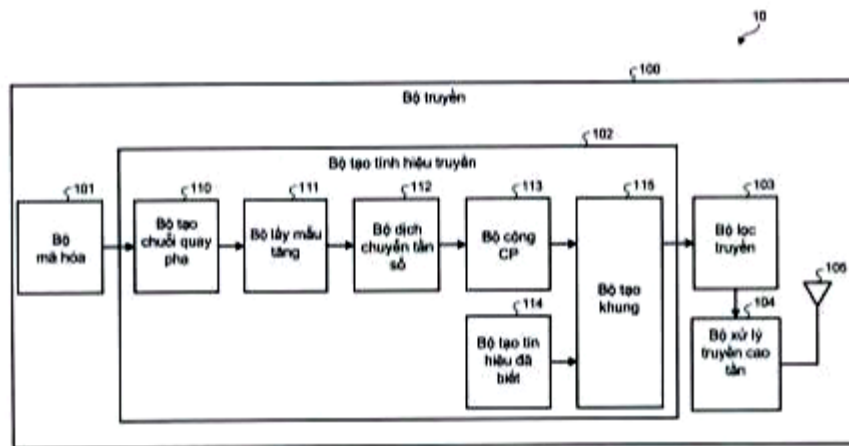 10
100
Bộ truyền
102
Bộ tạo tính hiệu truyền
101
Bộ
mã hóa
110
Bộ tạo
chuỗi quay
pha
111
Bộ lấy mẫu
tăng
112
Bộ dịch
chuyển tần
số
113
Bộ cộng
CP
115
Bộ tạo
khung
103
Bộ lọc
truyền
105
114
Bộ tạo tín
hiệu đã
biết
104
Bộ xử lý
truyền cao
tần